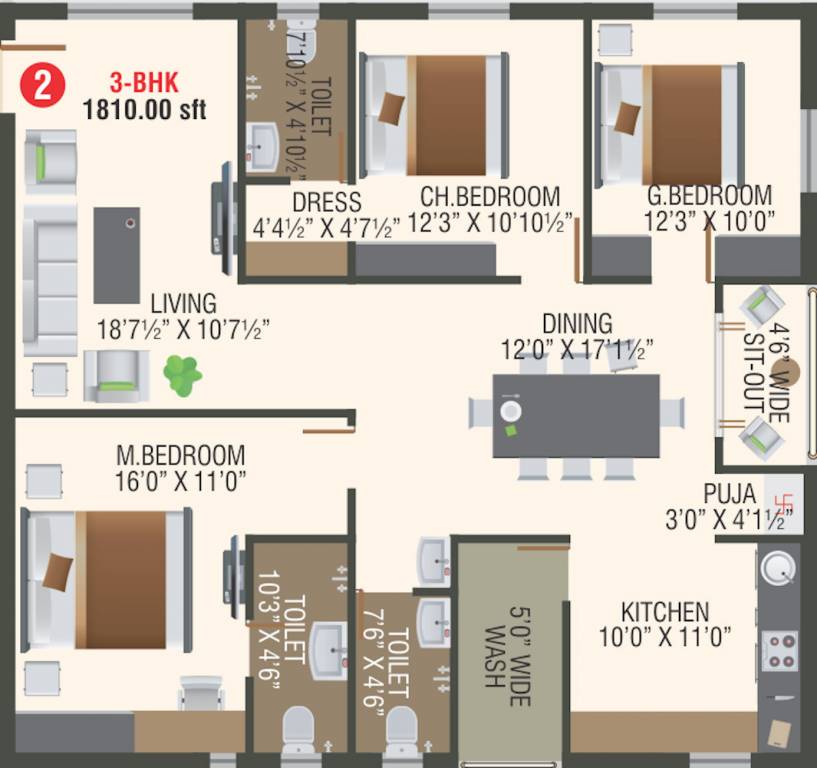 2
3-BHK
1810.00 sft
TOILET
7'10½" X 4'10½"
DRESS
4'4½" X 4'7½"
CH.BEDROOM
12'3" X 10'10½"
G.BEDROOM
12'3" X 10'0"
LIVING
18'7½" X 10'7½"
DINING
12'0" X 17'1½"
4'6" WIDE
SIT-OUT
M.BEDROOM
16'0" X 11'0"
PUJA
3'0" X 4'1½"
TOILET
10'3" X 4'6"
TOILET
7'6" X 4'6"
5'0" WIDE
WASH
KITCHEN
10'0" X 11'0"